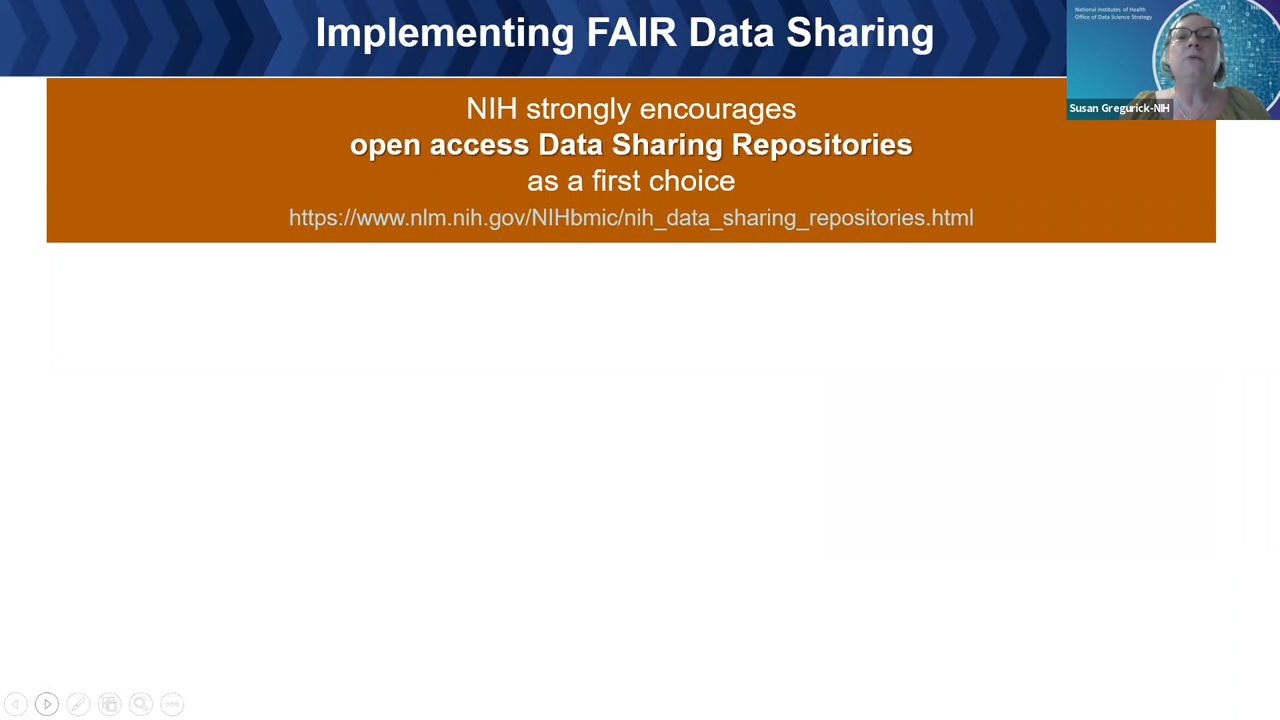 Implementing FAIR Data Sharing
National Institutes of Health
Office of Data Science Strategy
Susan Gregurick-NIH
NIH strongly encourages
open access Data Sharing Repositories
as a first choice
https://www.nlm.nih.gov/NIHbmic/nih_data_sharing_repositories.html